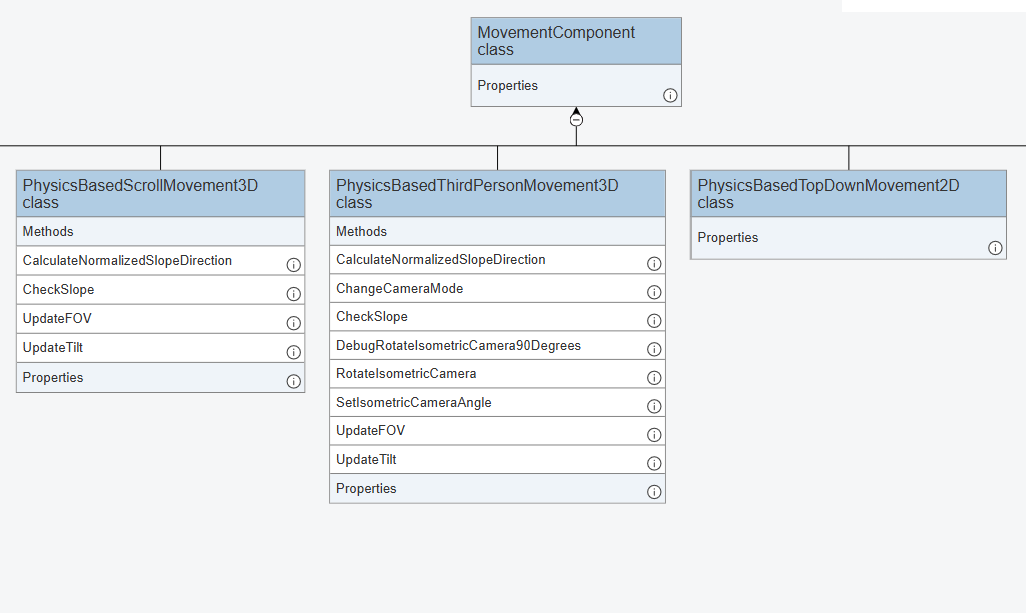 MovementComponent
class
Properties
PhysicsBasedScrollMovement3D
class
Methods
CalculateNormalizedSlopeDirection
CheckSlope
UpdateFOV
UpdateTilt
Properties
PhysicsBasedThirdPersonMovement3D
class
Methods
CalculateNormalizedSlopeDirection
ChangeCameraMode
CheckSlope
DebugRotateIsometricCamera90Degrees
RotateIsometricCamera
SetIsometricCameraAngle
UpdateFOV
UpdateTilt
Properties
PhysicsBasedTopDownMovement2D
class
Properties